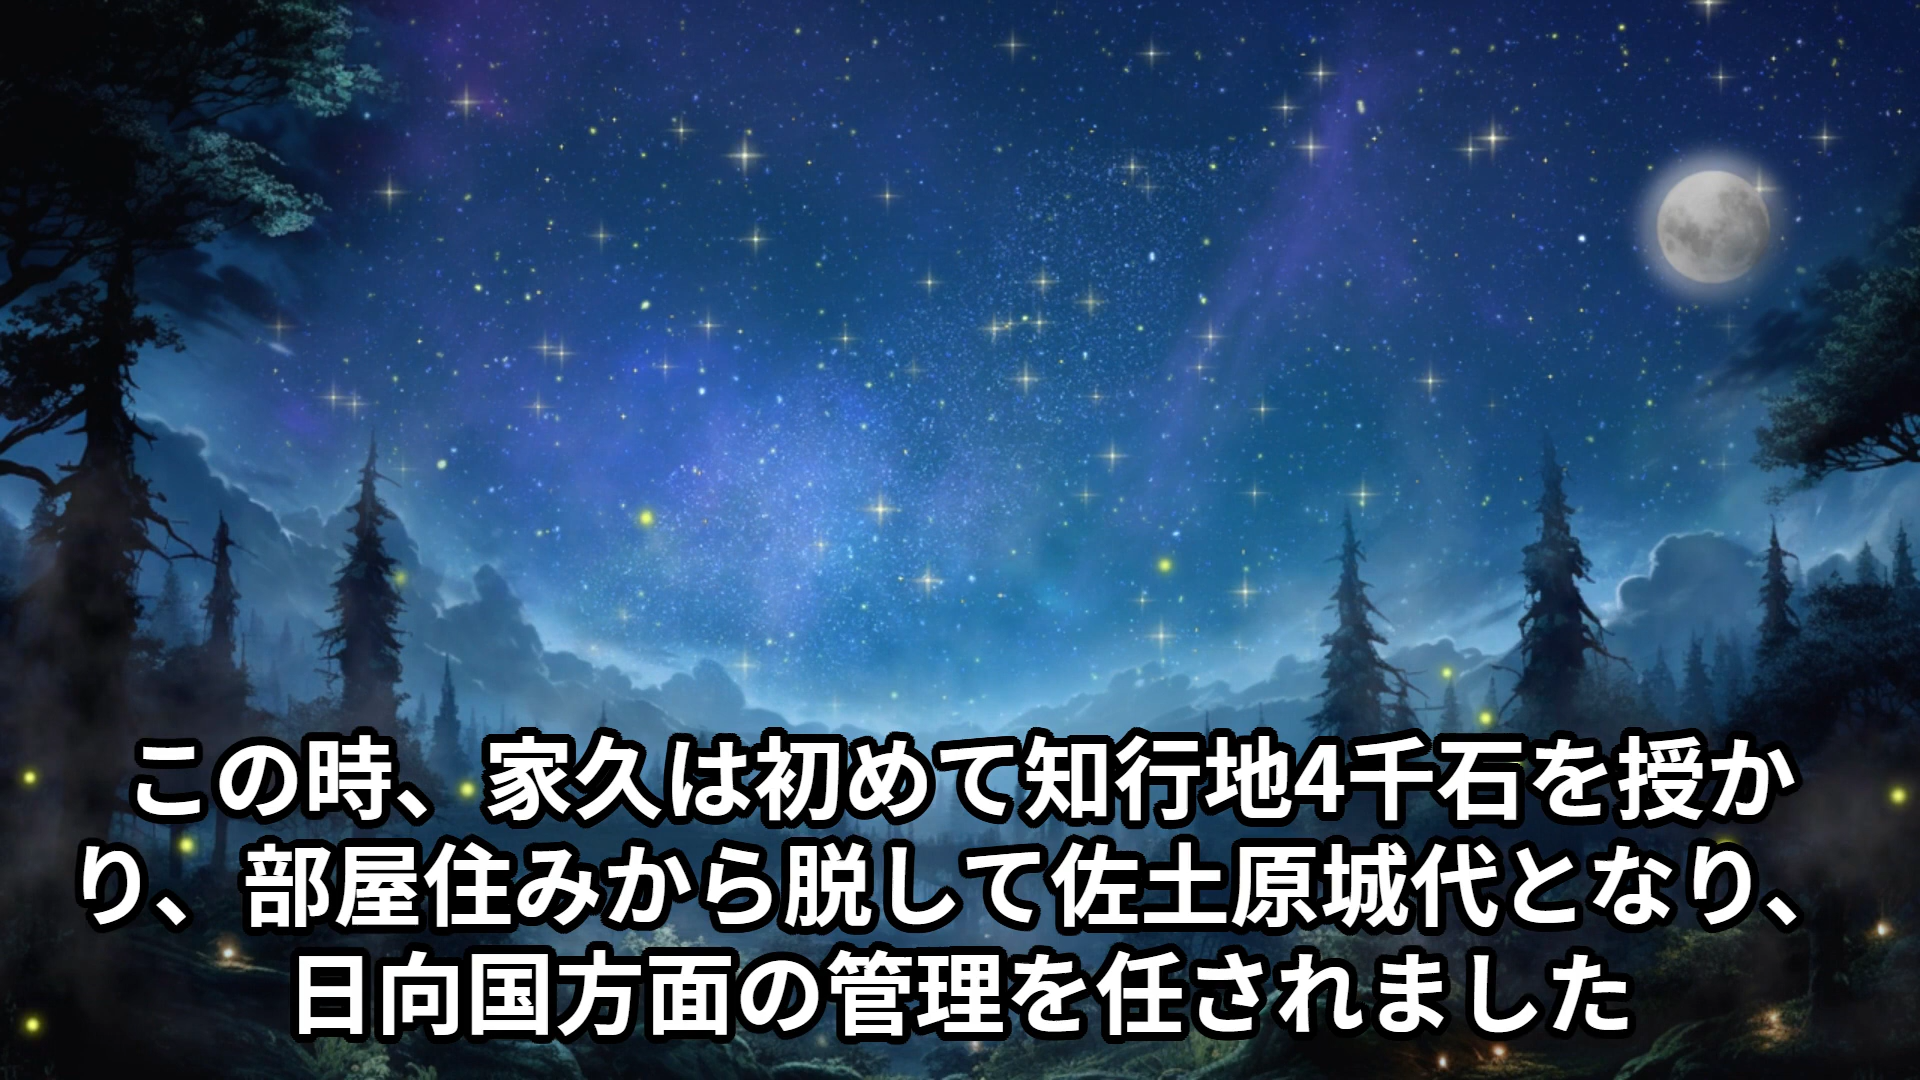 この時、家久は初めて知行地4千石を授か
り、部屋住みから脱して佐土原城代となり、
日向国方面の管理を任されました